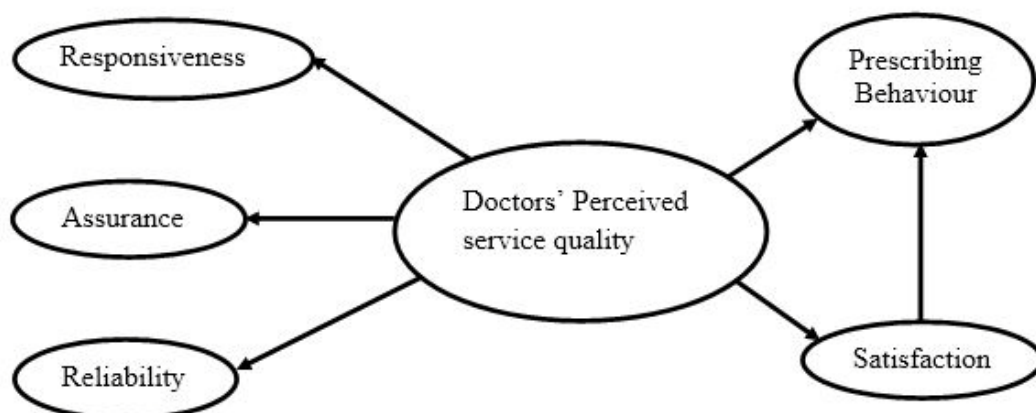 Responsiveness
Prescribing
Behaviour
Assurance
Doctors’ Perceived
service quality
Reliability
Satisfaction